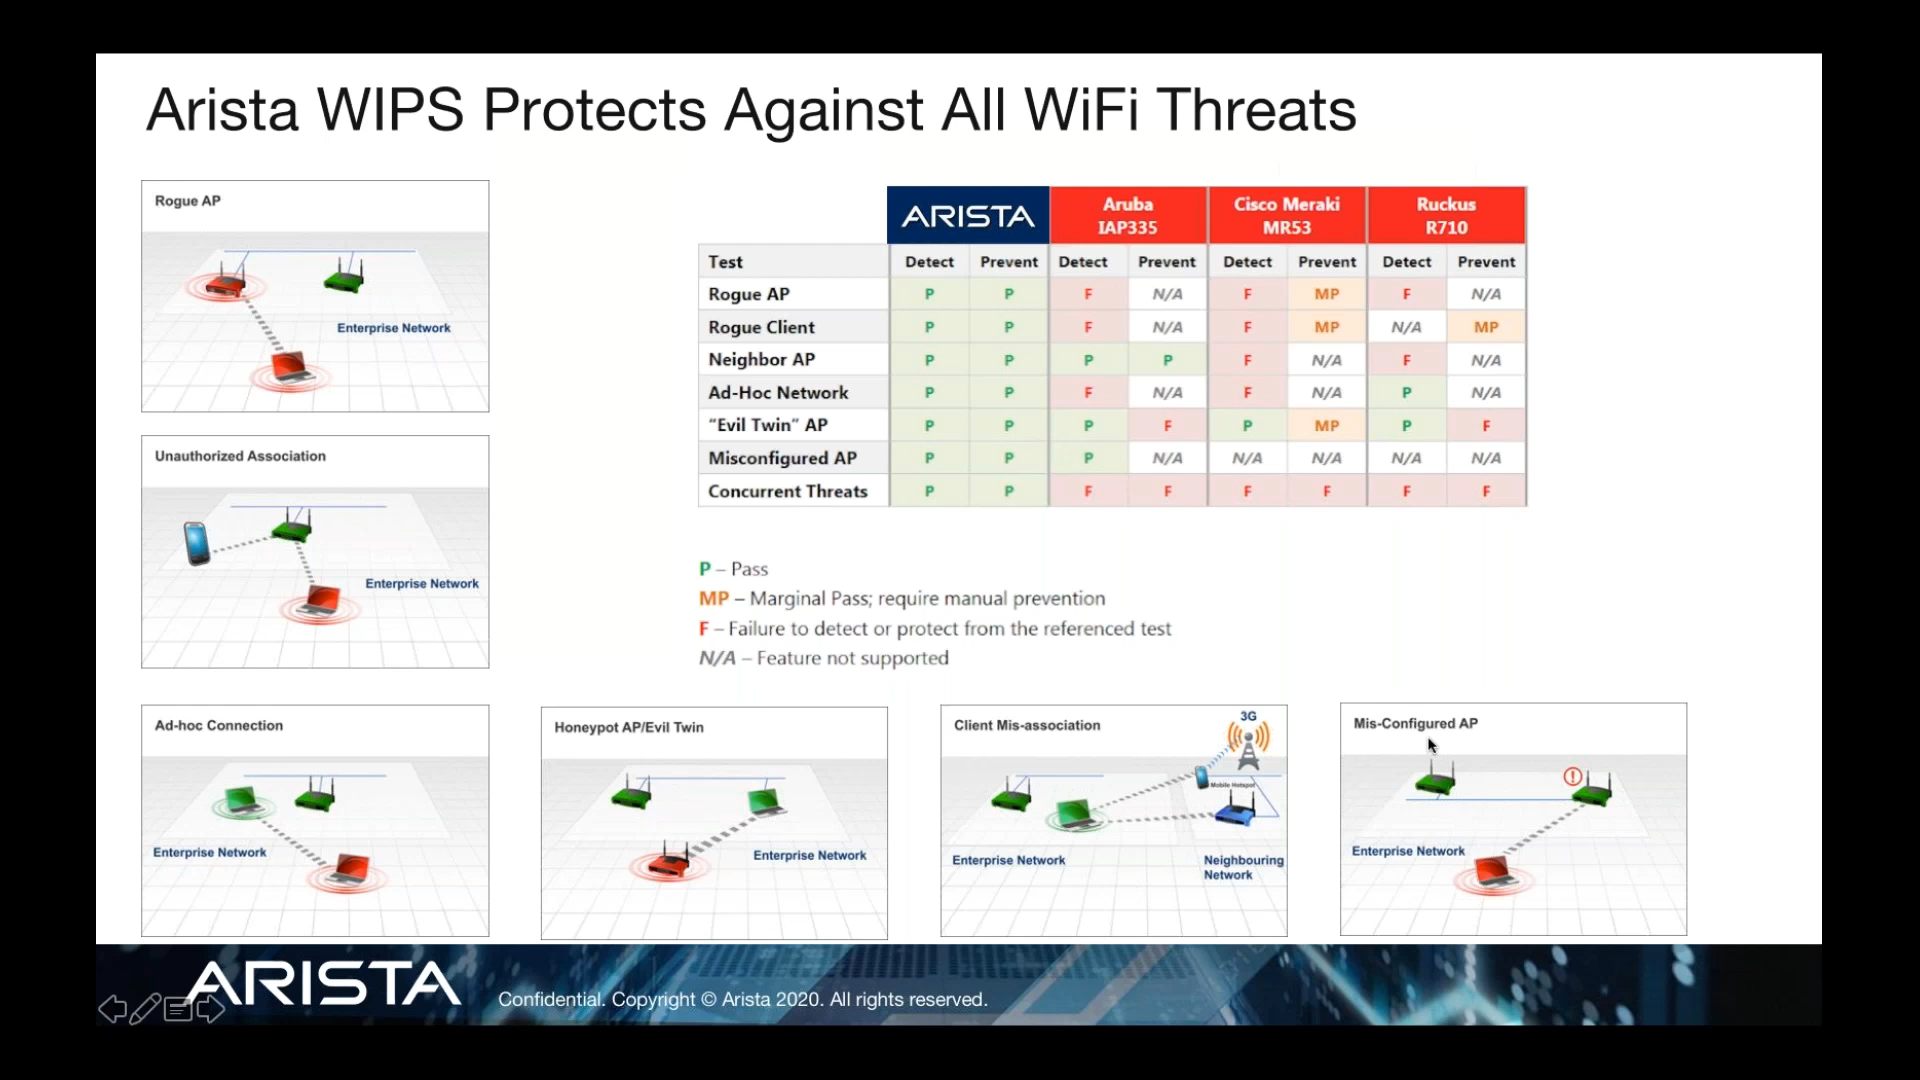 Arista WIPS Protects Against All WiFi Threats
Rogue AP
Enterprise Network
Unauthorized Association
Enterprise Network
ARISTA Aruba IAP335 Cisco Meraki MR53 Ruckus R710
Test Detect Prevent Detect Prevent Detect Prevent Detect Prevent
Rogue AP P P F N/A F MP F N/A
Rogue Client P P F N/A F MP N/A MP
Neighbor AP P P P P F N/A F N/A
Ad-Hoc Network P P F N/A F N/A P N/A
“Evil Twin” AP P P P F P MP P F
Misconfigured AP P P P N/A N/A N/A N/A N/A
Concurrent Threats P P F F F F F F
P – Pass
MP – Marginal Pass; require manual prevention
F – Failure to detect or protect from the referenced test
N/A – Feature not supported
Ad-hoc Connection
Enterprise Network
Honeypot AP/Evil Twin
Enterprise Network
Client Mis-association
3G
Mobile Hotspot
Enterprise Network
Neighbouring
Network
Mis-Configured AP
Enterprise Network
ARISTA
Confidential. Copyright © Arista 2020. All rights reserved.